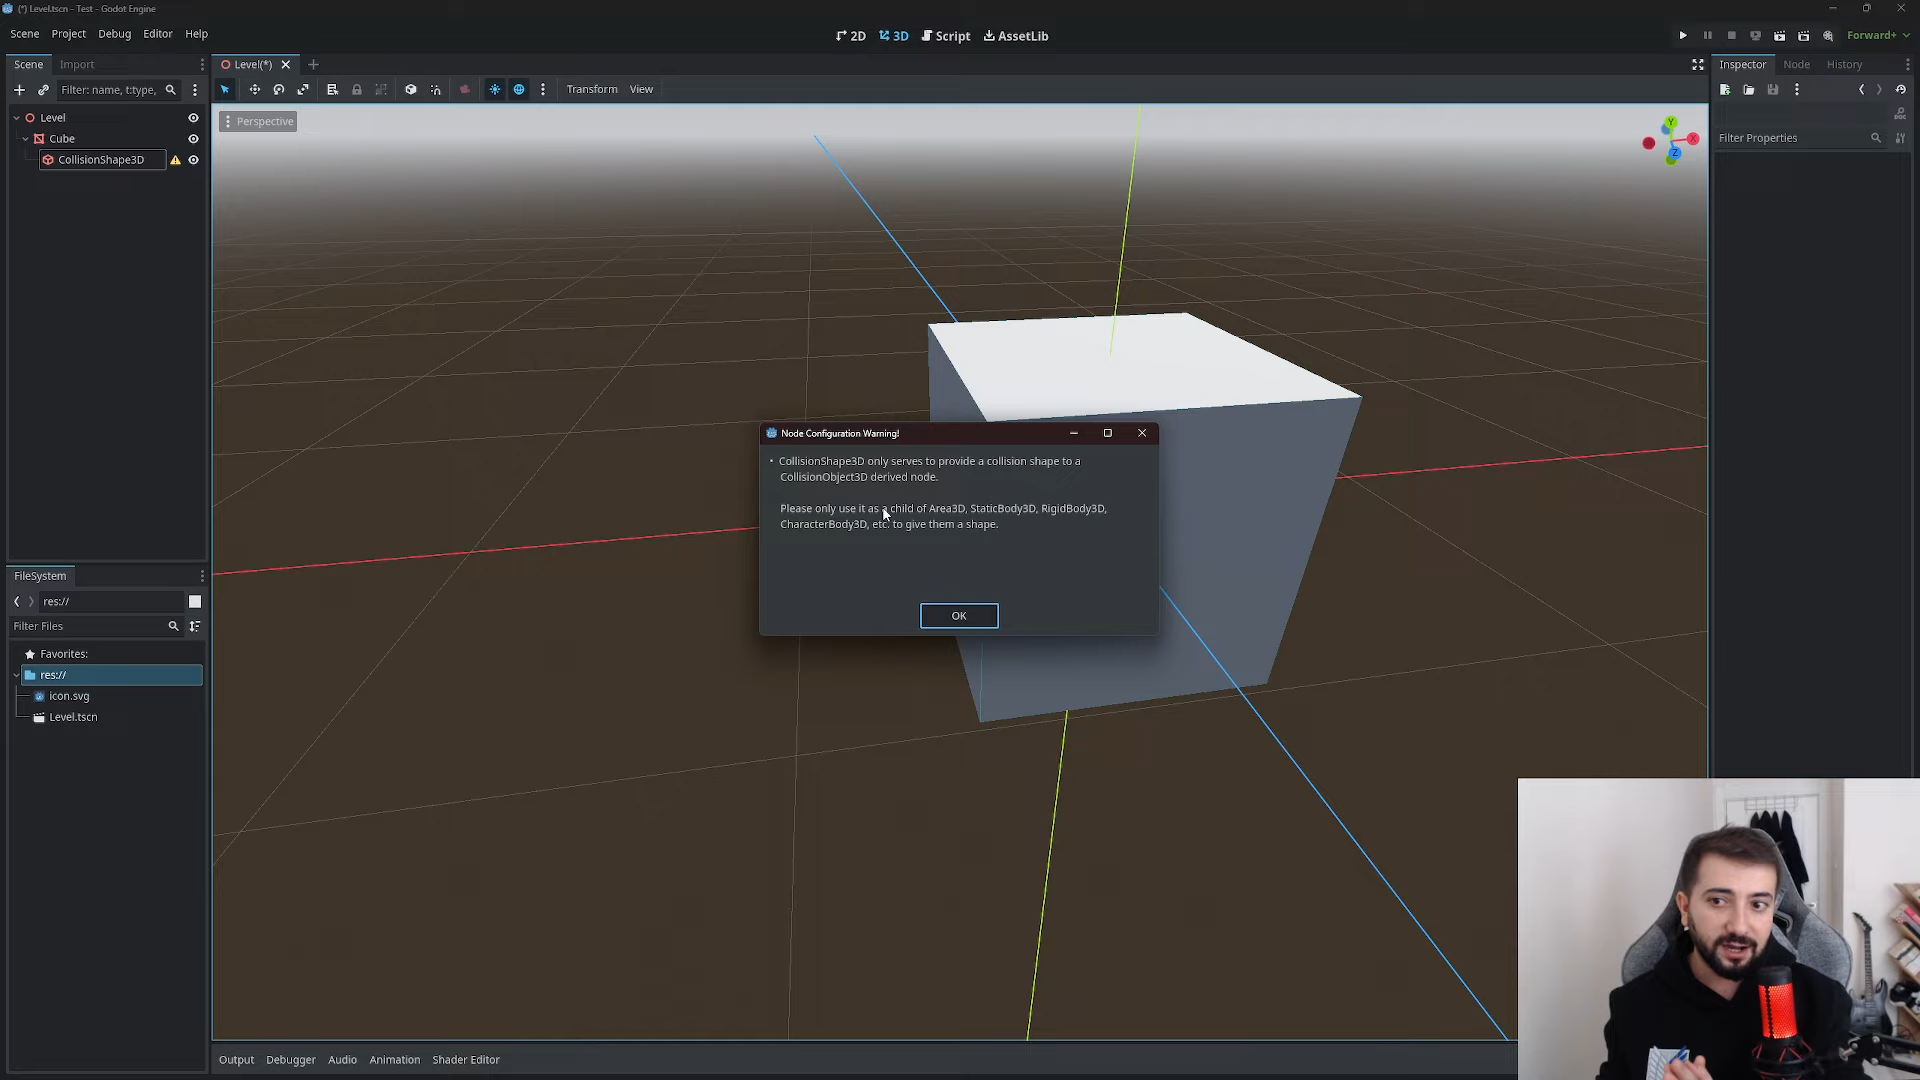 (*) Level.tscn - Test - Godot Engine
Scene Project Debug Editor Help
2D 3D Script AssetLib
Forward+
Scene Import
Level(*)
Inspector Node History
Filter: name, t:type,
Transform View
Perspective
Level
Cube
CollisionShape3D
Y
X
Z
DOC
Filter Properties
Node Configuration Warning!
• CollisionShape3D only serves to provide a collision shape to a
CollisionObject3D derived node.
Please only use it as a child of Area3D, StaticBody3D, RigidBody3D,
CharacterBody3D, etc. to give them a shape.
OK
FileSystem
res://
Filter Files
Favorites:
res://
icon.svg
Level.tscn
Output Debugger Audio Animation Shader Editor